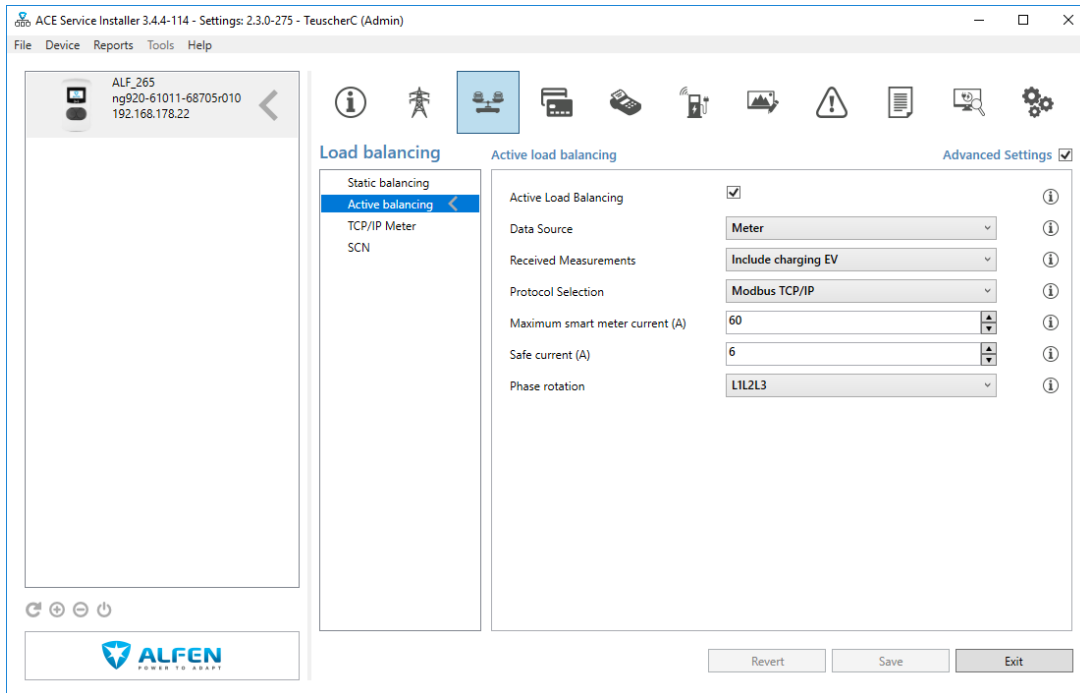 ACE Service Installer 3.4.4-114 - Settings: 2.3.0-275 - TeuscherC (Admin)
File Device Reports Tools Help
ALF_265
ng920-61011-68705r010
192.168.178.22
Load balancing
Active load balancing
Advanced Settings
Static balancing
Active balancing
TCP/IP Meter
SCN
Active Load Balancing
Data Source Meter
Received Measurements Include charging EV
Protocol Selection Modbus TCP/IP
Maximum smart meter current (A) 60
Safe current (A) 6
Phase rotation L1L2L3
ALFEN
POWER TO ADAPT
Revert Save Exit